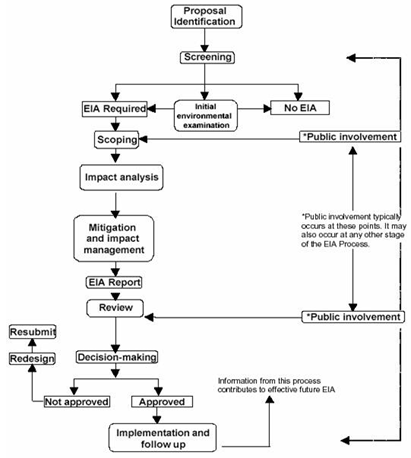 Proposal
Identification
Screening
EIA Required
Initial
environmental
examination
No EIA
Scoping
*Public involvement
Impact analysis
*Public involvement typically
occurs at these points. It may
also occur at any other stage
of the EIA Process.
Mitigation
and impact
management
EIA Report
Review
*Public involvement
Resubmit
Redesign
Decision-making
Not approved
Approved
Information from this process
contributes to effective future EIA
Implementation and
follow up